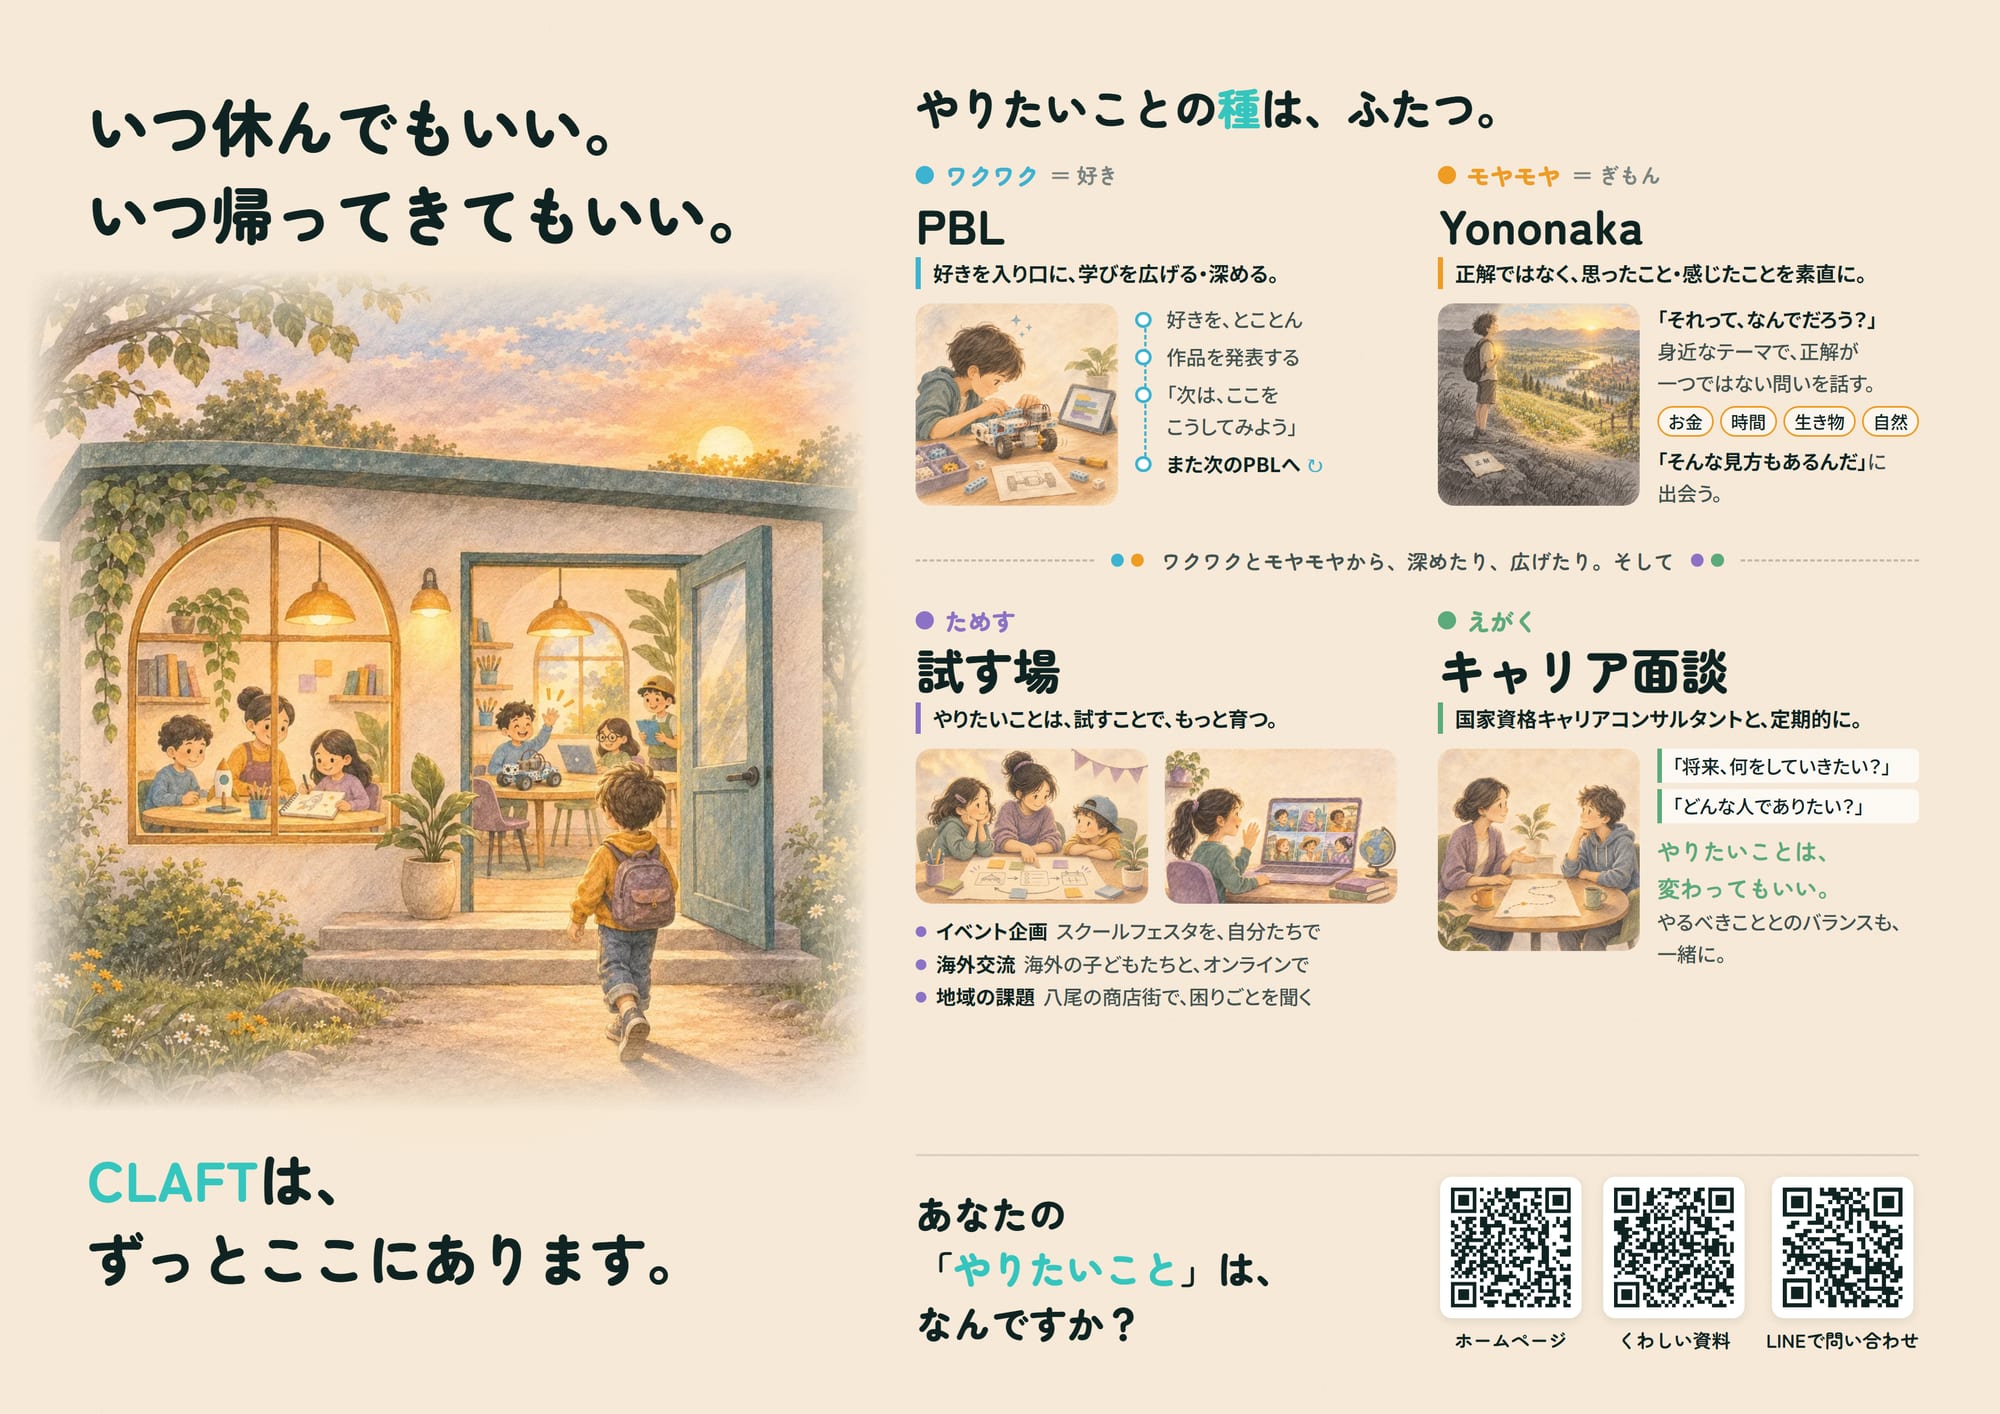 いつ休んでもいい。
いつ帰ってきてもいい。
CLAFTは、
ずっとここにあります。
やりたいことの種は、ふたつ。
ワクワク ＝ 好き
PBL
好きを入り口に、学びを広げる・深める。
好きを、とことん
作品を発表する
「次は、ここを
こうしてみよう」
また次のPBLへ ↻
モヤモヤ ＝ ぎもん
Yononaka
正解ではなく、思ったこと・感じたことを素直に。
正解
「それって、なんでだろう？」
身近なテーマで、正解が
一つではない問いを話す。
お金 時間 生き物 自然
「そんな見方もあるんだ」に
出会う。
ワクワクとモヤモヤから、深めたり、広げたり。そして
ためす
試す場
やりたいことは、試すことで、もっと育つ。
イベント企画 スクールフェスタを、自分たちで
海外交流 海外の子どもたちと、オンラインで
地域の課題 八尾の商店街で、困りごとを聞く
えがく
キャリア面談
国家資格キャリアコンサルタントと、定期的に。
「将来、何をしていきたい？」
「どんな人でありたい？」
やりたいことは、
変わってもいい。
やるべきこととのバランスも、
一緒に。
あなたの
「やりたいこと」は、
なんですか？
ホームページ
くわしい資料
LINEで問い合わせ